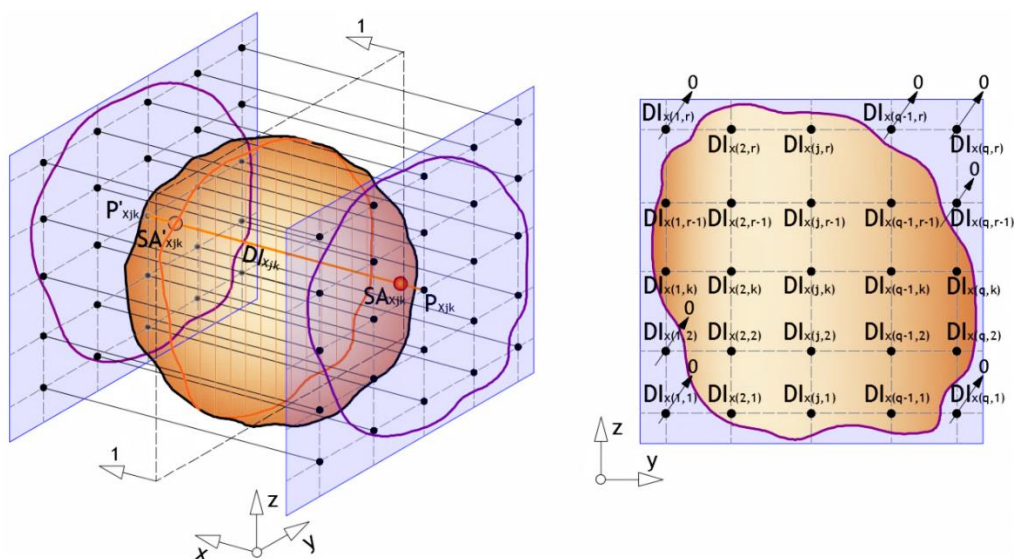 1
P'Xjk
SA'Xjk
DIXjk
SAXjk
PXjk
1
z
x
y
0 0 0
DIx(1,r) DIx(q-1,r)
DIx(2,r) DIx(j,r) DIx(q,r)
0
DIx(1,r-1) DIx(2,r-1) DIx(j,r-1) DIx(q-1,r-1) DIx(q,r-1)
DIx(1,k) DIx(2,k) DIx(j,k) DIx(q-1,k) DIx(q,k)
0
DIx(1,2) DIx(2,2) DIx(j,2) DIx(q-1,2) DIx(q,2)
0 0
DIx(1,1) DIx(2,1) DIx(j,1) DIx(q-1,1) DIx(q,1)
z
y